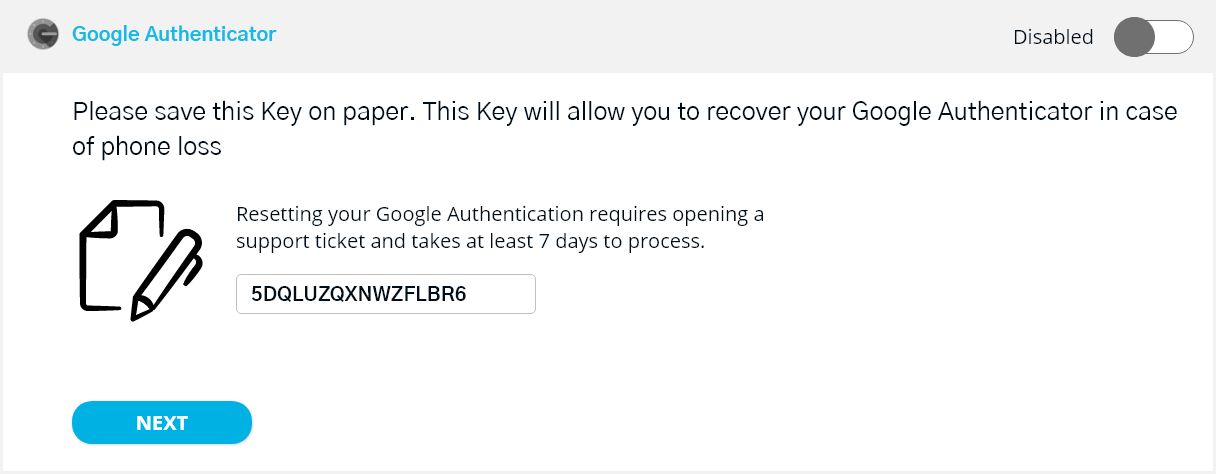 Google Authenticator
Disabled
Please save this Key on paper. This Key will allow you to recover your Google Authenticator in case
of phone loss
Resetting your Google Authentication requires opening a
support ticket and takes at least 7 days to process.
5DQLUZQXNWZFLBR6
NEXT